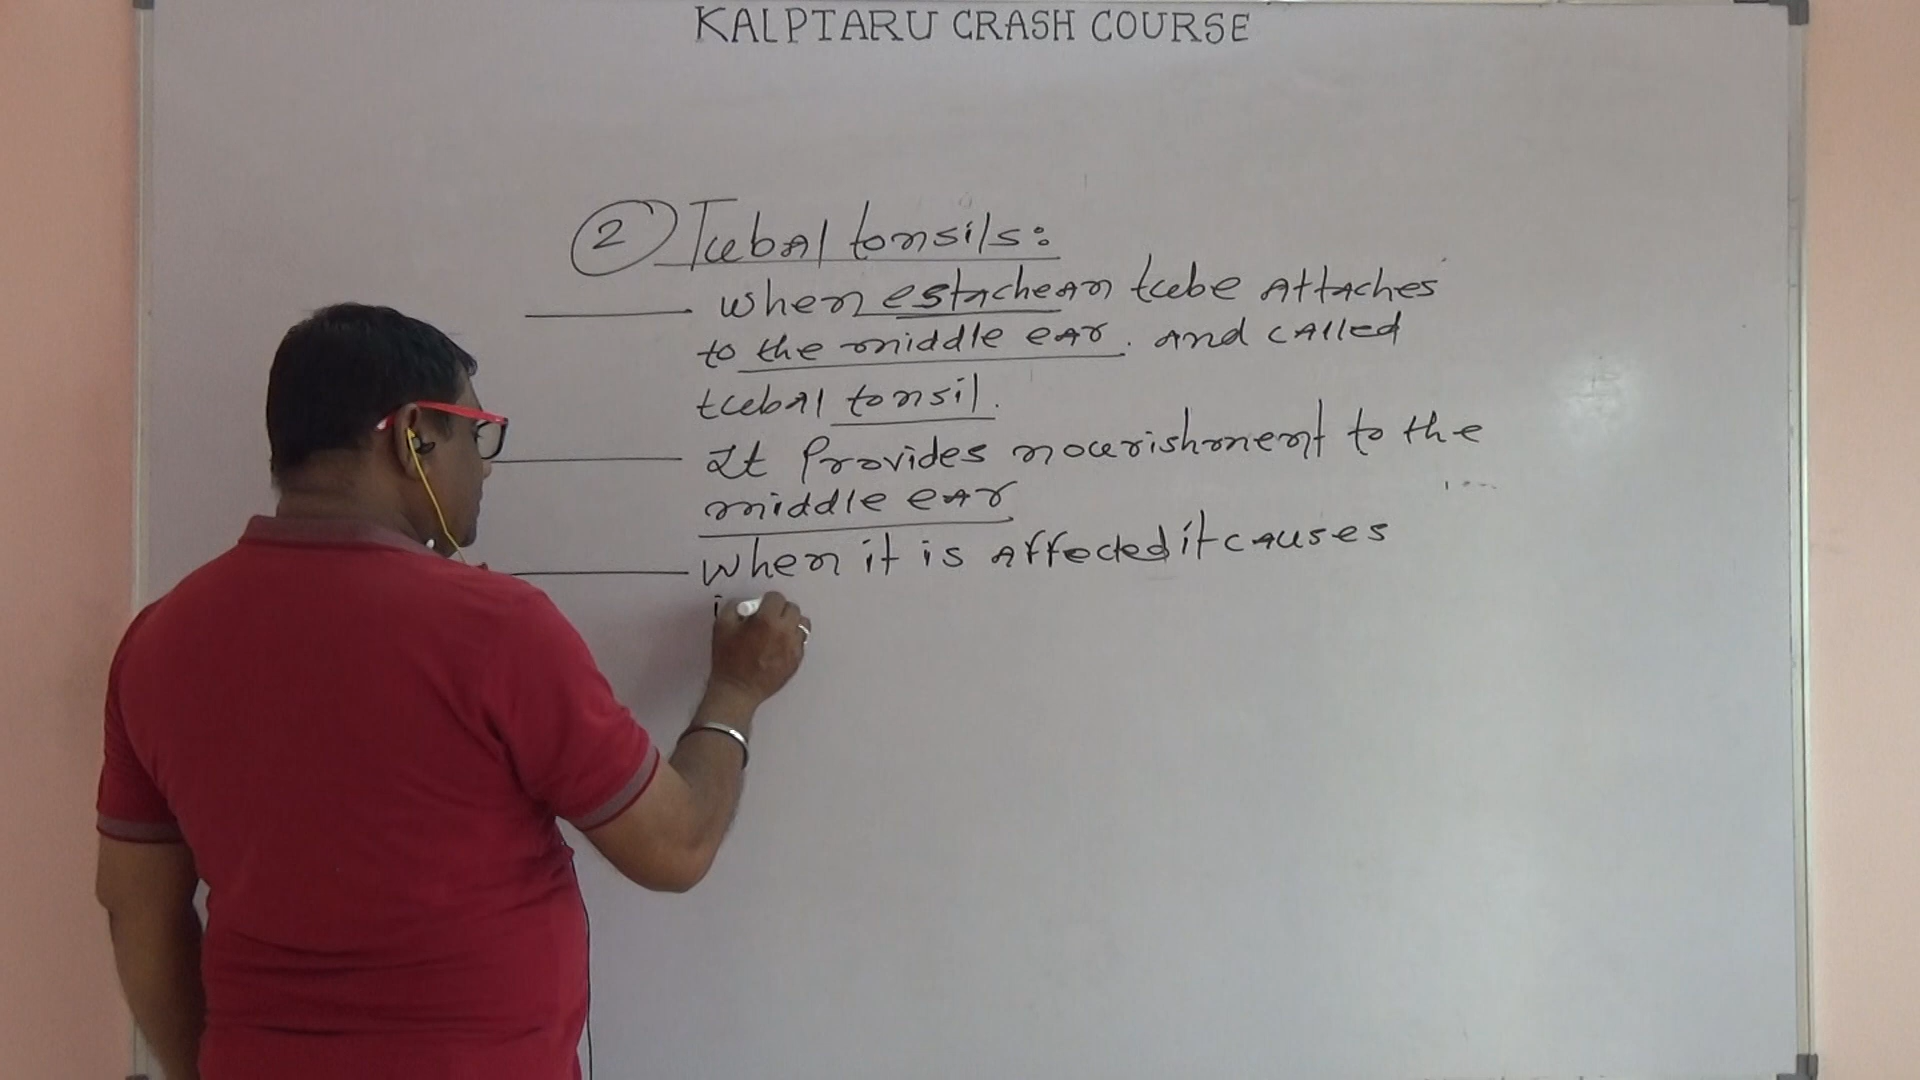 KALPTARU CRASH COURSE
2 Tubal tonsils:
when estachean tube Attaches
to the middle ear. and called
tubal tonsil.
It Provides nourishment to the
middle ear
when it is affected it causes
i